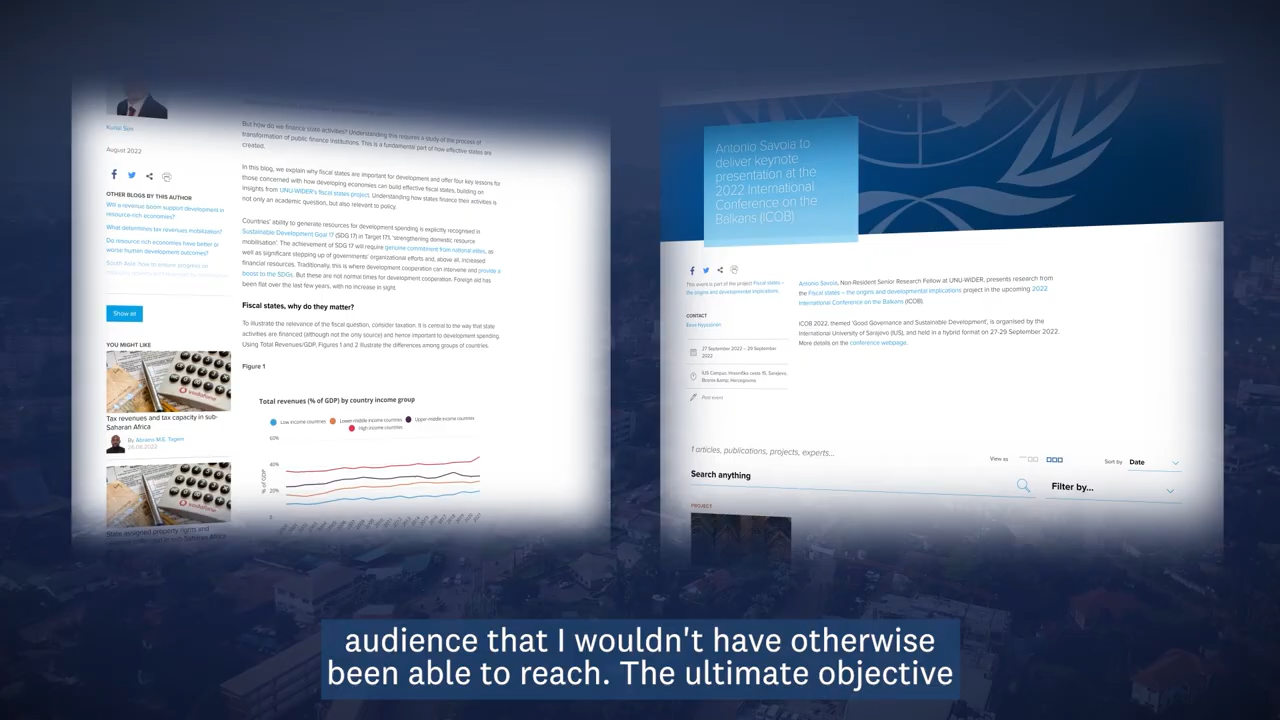 Kunal Sen
August 2022
OTHER BLOGS BY THIS AUTHOR
Will a revenue boom support development in
resource-rich economies?
What determines tax revenues mobilization?
Do resource rich economies have better or
worse human development outcomes?
South Asia: how to ensure progress on
Show all
YOU MIGHT LIKE
vodafone
Tax revenues and tax capacity in sub-
Saharan Africa
By Abrams M.E. Tagem
26.08.2022
vodafone
State assigned property rights and
But how do we finance state activities? Understanding this requires a study of the process of
transformation of public finance institutions. This is a fundamental part of how effective states are
created.
In this blog, we explain why fiscal states are important for development and offer four key lessons for
those concerned with how developing economies can build effective fiscal states, building on
insights from UNU-WIDER's fiscal states project. Understanding how states finance their activities is
not only an academic question, but also relevant to policy.
Countries' ability to generate resources for development spending is explicitly recognised in
Sustainable Development Goal 17 (SDG 17) in Target 17.1, 'strengthening domestic resource
mobilisation'. The achievement of SDG 17 will require genuine commitment from national elites, as
well as significant stepping up of governments' organisational efforts and, above all, increased
financial resources. Traditionally, this is where development cooperation can intervene and provide a
boost to the SDGs. But these are not normal times for development cooperation. Foreign aid has
been flat over the last few years, with no increase in sight.
Fiscal states, why do they matter?
To illustrate the relevance of the fiscal question, consider taxation. It is central to the way that state
activities are financed (although not the only source) and hence important to development spending.
Using Total Revenues/GDP, Figures 1 and 2 illustrate the differences among groups of countries.
Figure 1
Total revenues (% of GDP) by country income group
Low income countries Lower middle income countries Upper-middle income countries
High income countries
60%
40%
20%
0
% of GDP
Antonio Savoia to
deliver keynote
presentation at the
2022 International
Conference on the
Balkans (ICOB)
This event is part of the project Fiscal states –
the origins and developmental implications.
CONTACT
27 September 2022 – 29 September
2022
IUS Campus: Hrasnička cesta 15, Sarajevo,
Bosnia &amp; Herzegovina
Past event
Antonio Savoia, Non-Resident Senior Research Fellow at UNU-WIDER, presents research from
the Fiscal states – the origins and developmental implications project in the upcoming 2022
International Conference on the Balkans (ICOB).
ICOB 2022, themed 'Good Governance and Sustainable Development', is organised by the
International University of Sarajevo (IUS), and held in a hybrid format on 27-29 September 2022.
More details on the conference webpage.
1 articles, publications, projects, experts...
View as
Sort by Date
Search anything
Filter by...
PROJECT
audience that I wouldn't have otherwise
been able to reach. The ultimate objective